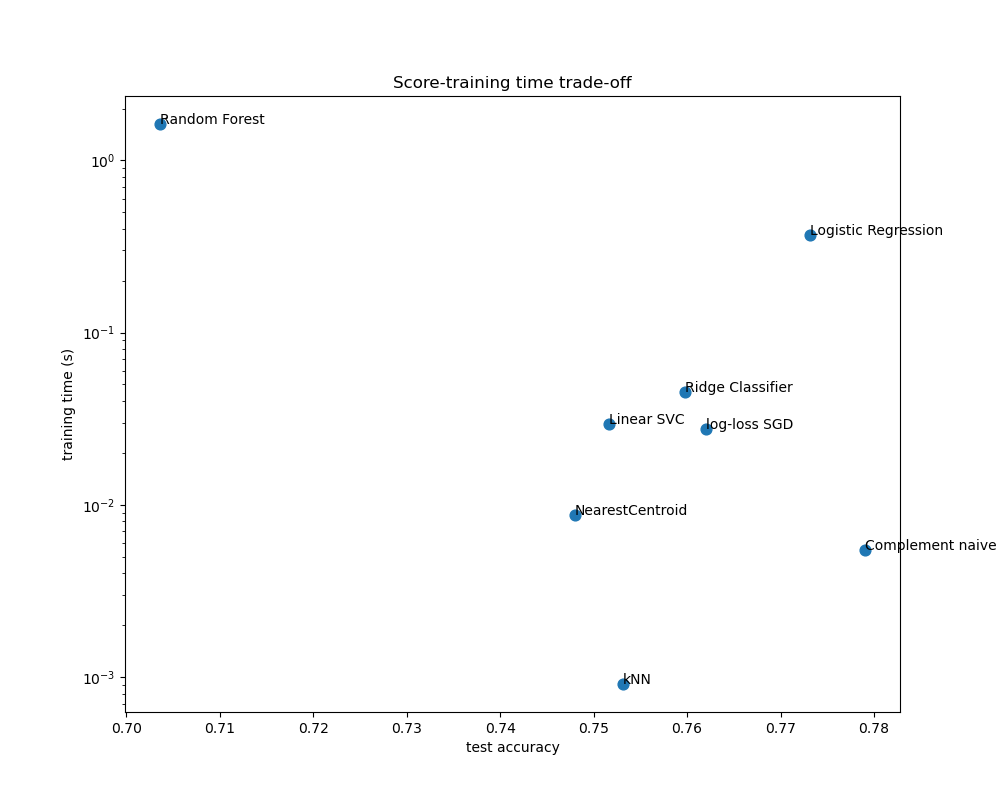 Score-training time trade-off
Random Forest
10⁰
Logistic Regression
10⁻¹
training time (s)
Ridge Classifier
Linear SVC
log-loss SGD
10⁻²
NearestCentroid
Complement naive
10⁻³
kNN
0.70 0.71 0.72 0.73 0.74 0.75 0.76 0.77 0.78
test accuracy